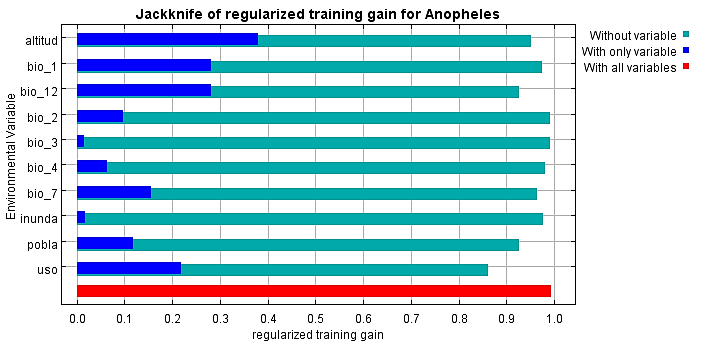 Jackknife of regularized training gain for Anopheles
Without variable
With only variable
With all variables
Environmental Variable
altitud
bio_1
bio_12
bio_2
bio_3
bio_4
bio_7
inunda
pobla
uso
0.0 0.1 0.2 0.3 0.4 0.5 0.6 0.7 0.8 0.9 1.0
regularized training gain